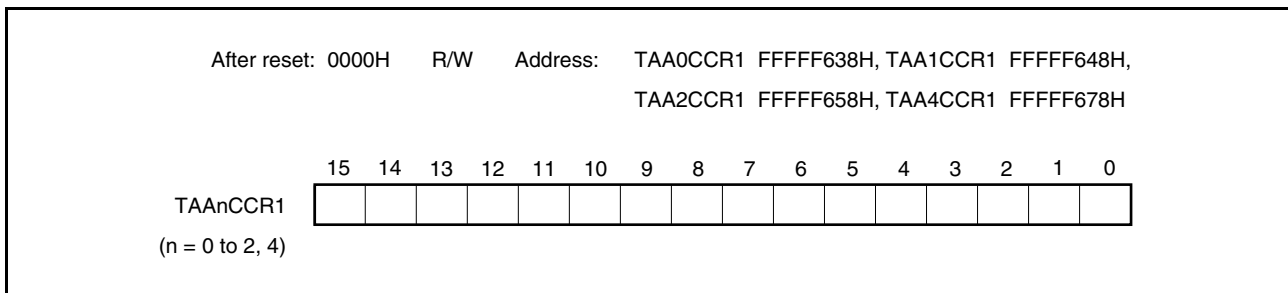 After reset: 0000H R/W Address: TAA0CCR1 FFFFF638H, TAA1CCR1 FFFFF648H,
TAA2CCR1 FFFFF658H, TAA4CCR1 FFFFF678H
15 14 13 12 11 10 9 8 7 6 5 4 3 2 1 0
TAAnCCR1
(n = 0 to 2, 4)